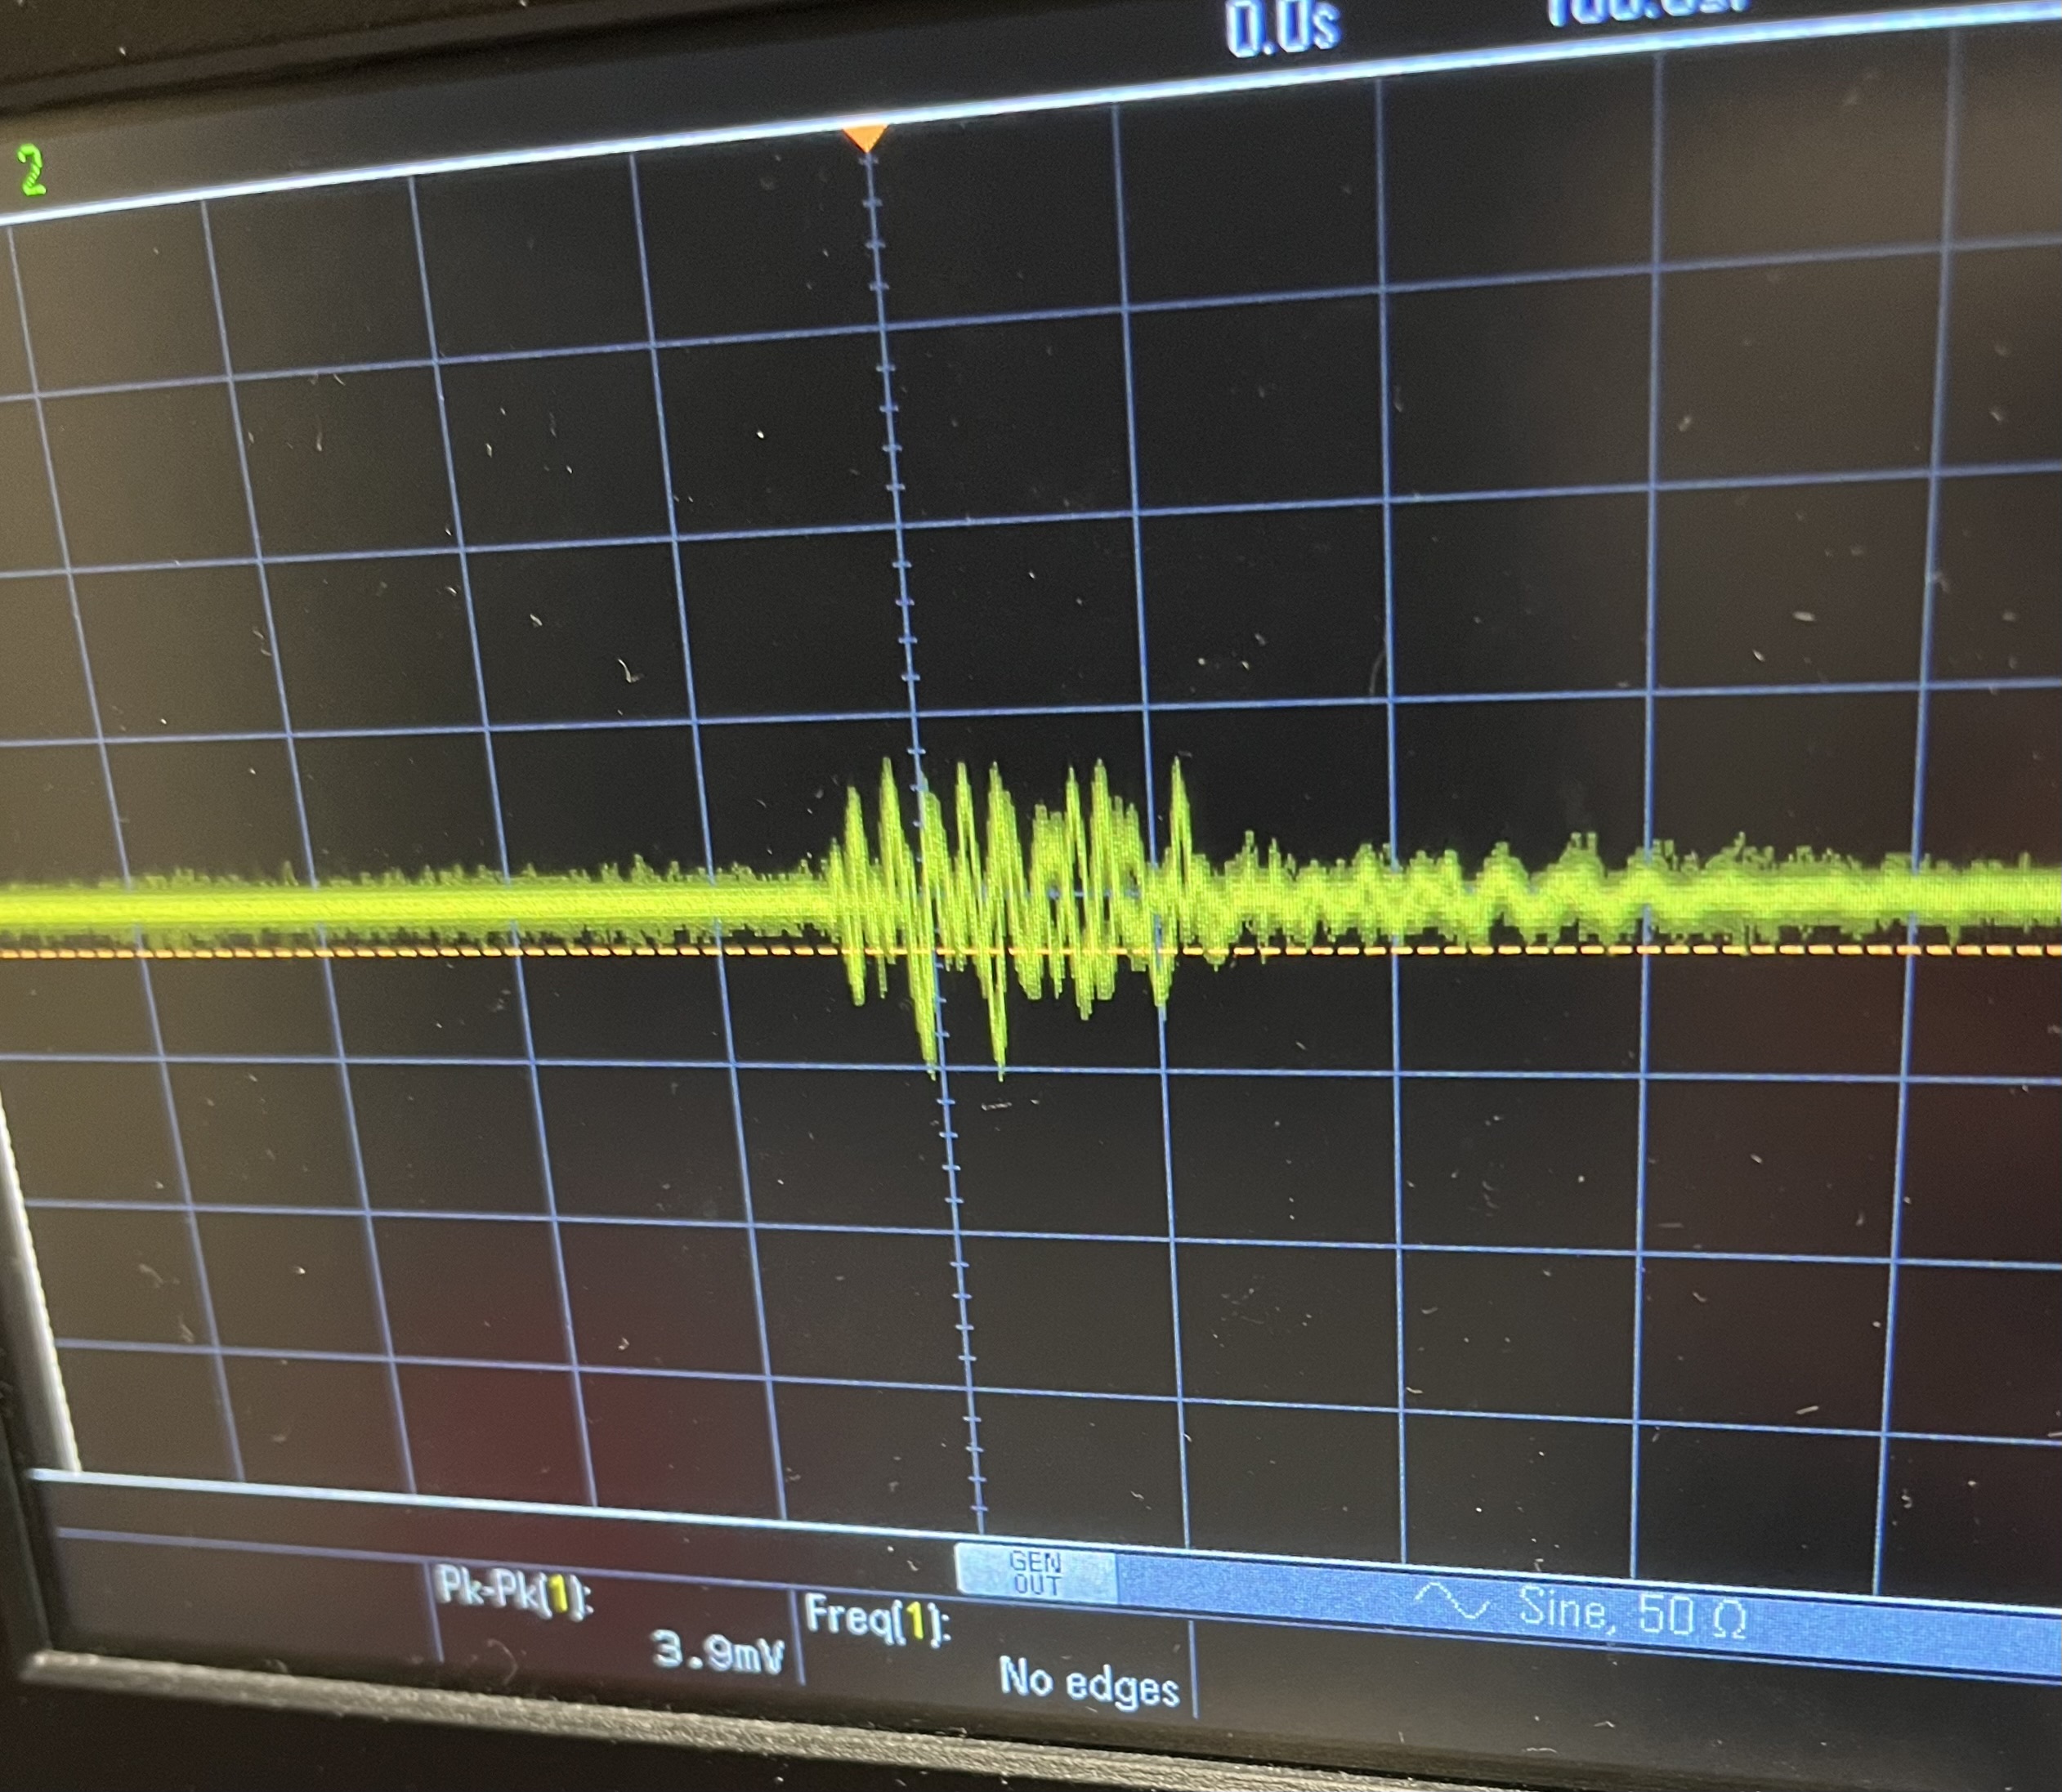 0.0s
2
GEN
OUT
Sine, 50 Ω
Pk-Pk(1):
3.9mV
Freq(1):
No edges